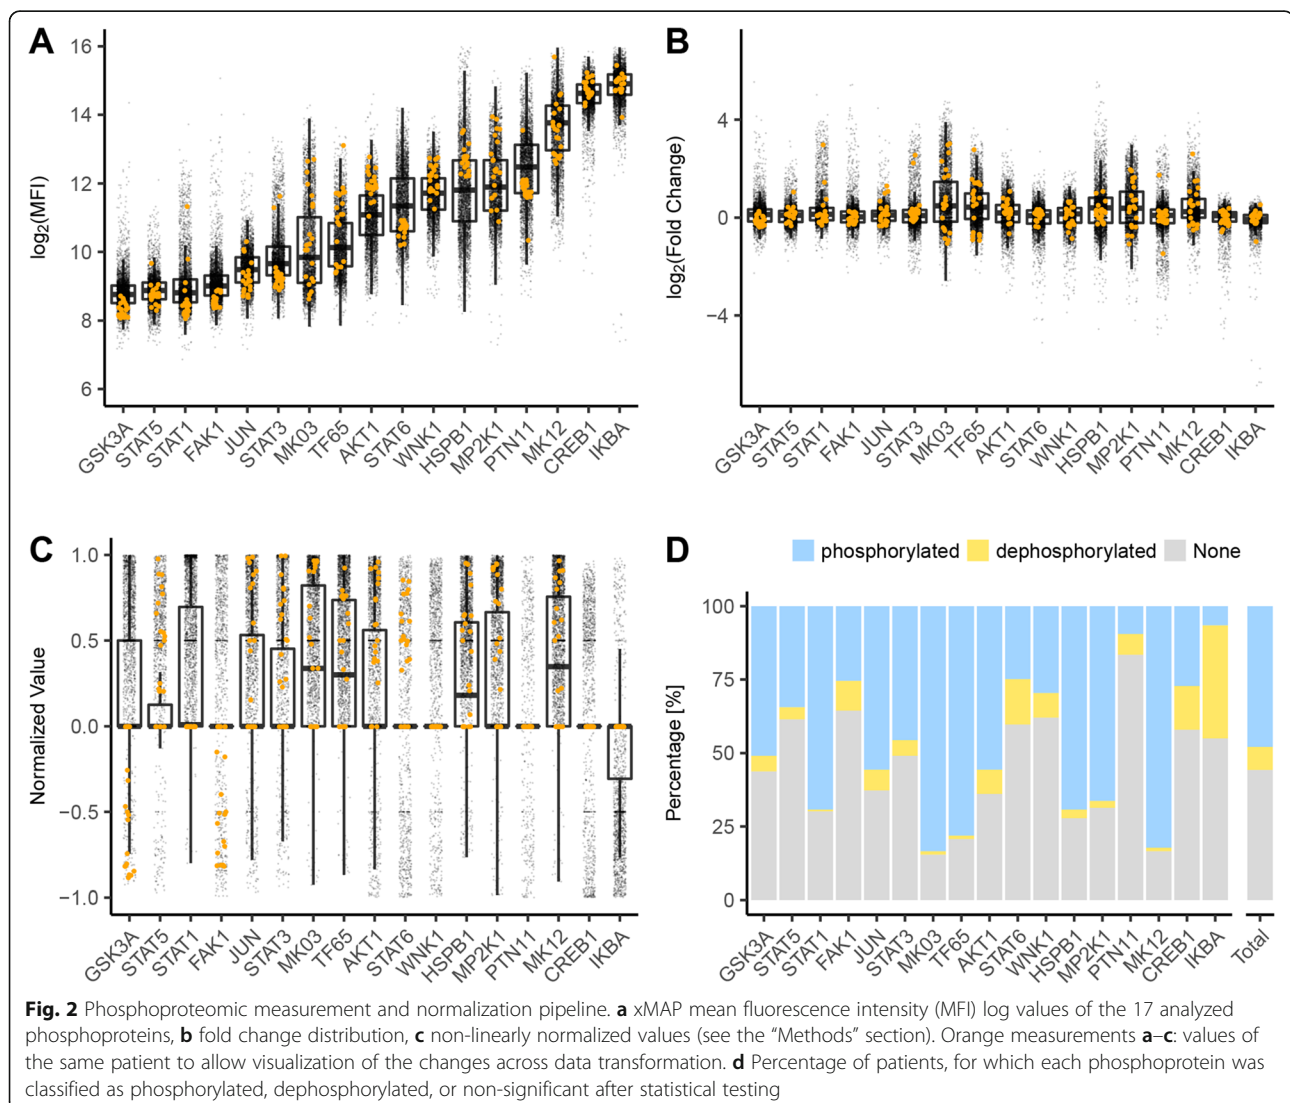 A
B
16
14
12
10
8
6
log2(MFI)
GSK3A STAT5 STAT1 FAK1 JUN STAT3 MK03 TF65 AKT1 STAT6 WNK1 HSPB1 MP2K1 PTN11 MK12 CREB1 IKBA
4
0
−4
log2(Fold Change)
GSK3A STAT5 STAT1 FAK1 JUN STAT3 MK03 TF65 AKT1 STAT6 WNK1 HSPB1 MP2K1 PTN11 MK12 CREB1 IKBA
C
1.0
0.5
0.0
−0.5
−1.0
Normalized Value
GSK3A STAT5 STAT1 FAK1 JUN STAT3 MK03 TF65 AKT1 STAT6 WNK1 HSPB1 MP2K1 PTN11 MK12 CREB1 IKBA
D
phosphorylated dephosphorylated None
100
75
50
25
0
Percentage [%]
GSK3A STAT5 STAT1 FAK1 JUN STAT3 MK03 TF65 AKT1 STAT6 WNK1 HSPB1 MP2K1 PTN11 MK12 CREB1 IKBA Total
Fig. 2 Phosphoproteomic measurement and normalization pipeline. a xMAP mean fluorescence intensity (MFI) log values of the 17 analyzed
phosphoproteins, b fold change distribution, c non-linearly normalized values (see the “Methods” section). Orange measurements a–c: values of
the same patient to allow visualization of the changes across data transformation. d Percentage of patients, for which each phosphoprotein was
classified as phosphorylated, dephosphorylated, or non-significant after statistical testing